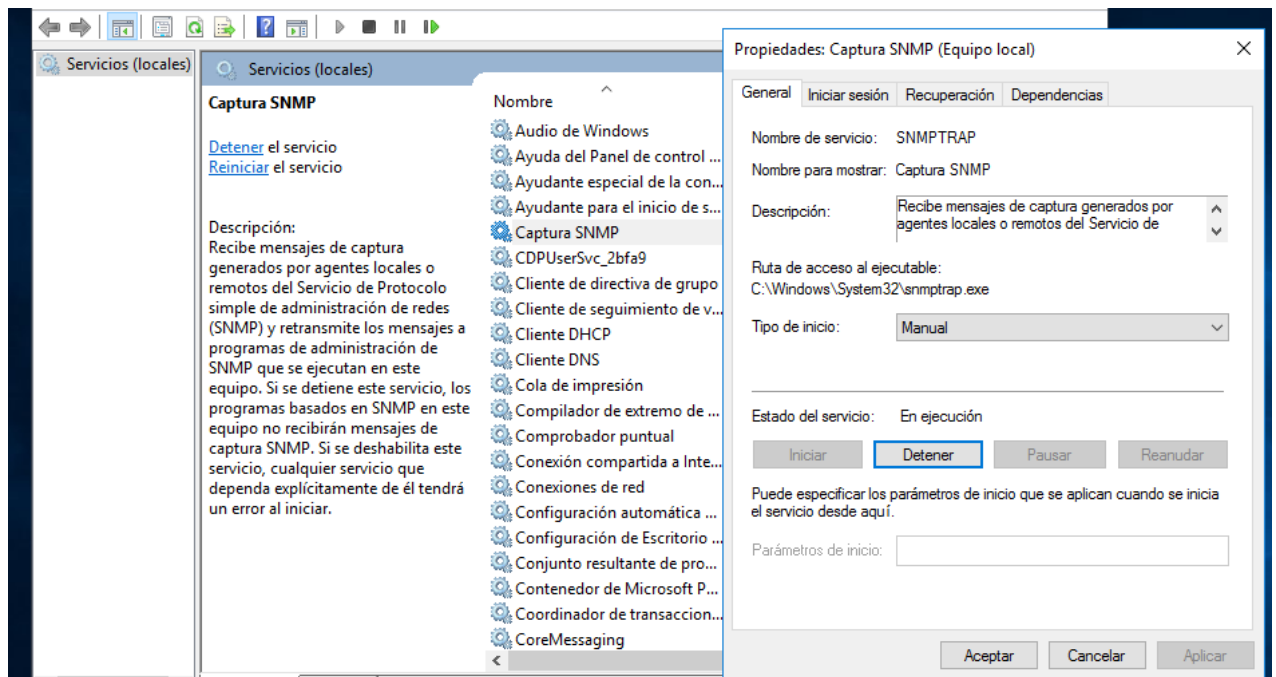 Servicios (locales)
Servicios (locales)
Captura SNMP
Detener el servicio
Reiniciar el servicio
Descripción:
Recibe mensajes de captura
generados por agentes locales o
remotos del Servicio de Protocolo
simple de administración de redes
(SNMP) y retransmite los mensajes a
programas de administración de
SNMP que se ejecutan en este
equipo. Si se detiene este servicio, los
programas basados en SNMP en este
equipo no recibirán mensajes de
captura SNMP. Si se deshabilita este
servicio, cualquier servicio que
dependa explícitamente de él tendrá
un error al iniciar.
Nombre
Audio de Windows
Ayuda del Panel de control ...
Ayudante especial de la con...
Ayudante para el inicio de s...
Captura SNMP
CDPUserSvc_2bfa9
Cliente de directiva de grupo
Cliente de seguimiento de v...
Cliente DHCP
Cliente DNS
Cola de impresión
Compilador de extremo de ...
Comprobador puntual
Conexión compartida a Inte...
Conexiones de red
Configuración automática ...
Configuración de Escritorio ...
Conjunto resultante de pro...
Contenedor de Microsoft P...
Coordinador de transaccion...
CoreMessaging
Propiedades: Captura SNMP (Equipo local)
General Iniciar sesión Recuperación Dependencias
Nombre de servicio: SNMPTRAP
Nombre para mostrar: Captura SNMP
Descripción: Recibe mensajes de captura generados por
agentes locales o remotos del Servicio de
Ruta de acceso al ejecutable:
C:\Windows\System32\snmptrap.exe
Tipo de inicio: Manual
Estado del servicio: En ejecución
Iniciar Detener Pausar Reanudar
Puede especificar los parámetros de inicio que se aplican cuando se inicia
el servicio desde aquí.
Parámetros de inicio:
Aceptar Cancelar Aplicar